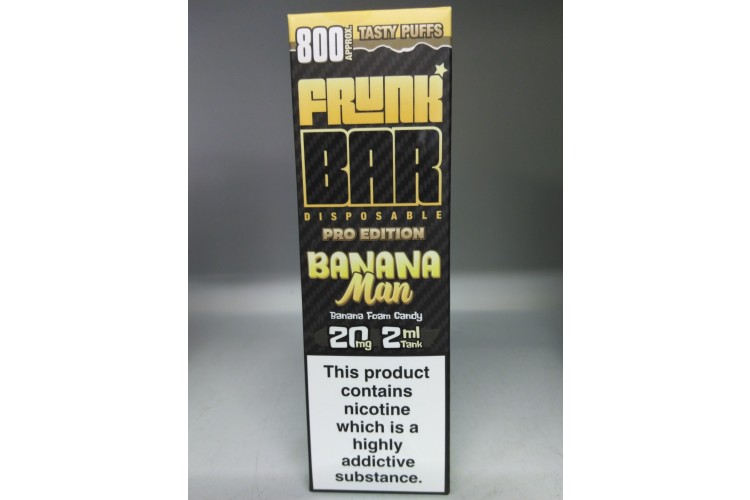 800 APPROX. TASTY PUFFS
FRUNK
BAR
DISPOSABLE
PRO EDITION
BANANA
Man
Banana Foam Candy
20mg 2ml Tank
This product
contains
nicotine
which is a
highly
addictive
substance.